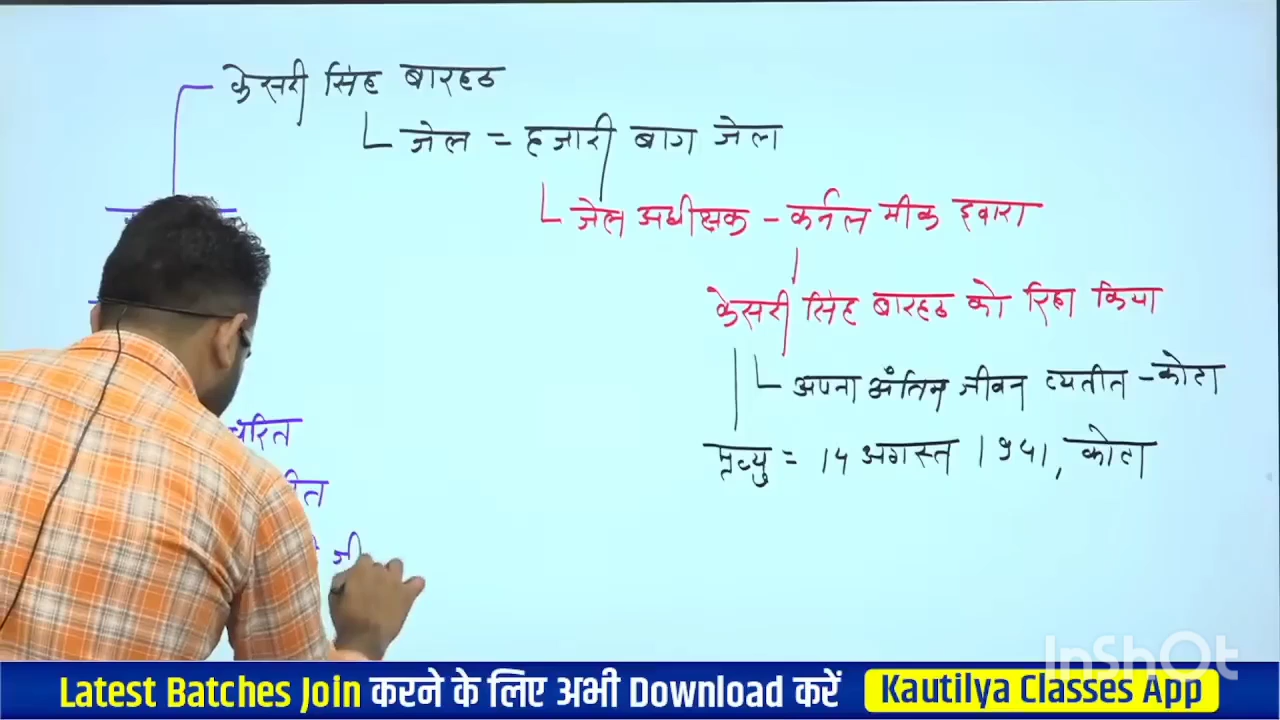 केसरी सिंह बारहठ
जेल = हजारी बाग जेल
जेल अधीक्षक - कर्नल मीक द्वारा
केसरी सिंह बारहठ को रिहा किया
अपना अंतिम जीवन व्यतीत - कोटा
मृत्यु = 14 अगस्त 1941, कोटा
चरित
जी
Latest Batches Join करने के लिए अभी Download करें Kautilya Classes App
InShOt